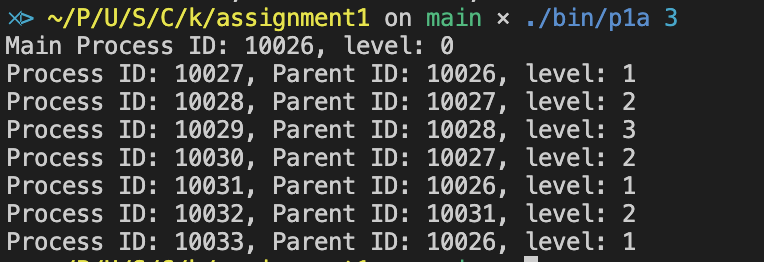 ~/P/U/S/C/k/assignment1 on main × ./bin/p1a 3
Main Process ID: 10026, level: 0
Process ID: 10027, Parent ID: 10026, level: 1
Process ID: 10028, Parent ID: 10027, level: 2
Process ID: 10029, Parent ID: 10028, level: 3
Process ID: 10030, Parent ID: 10027, level: 2
Process ID: 10031, Parent ID: 10026, level: 1
Process ID: 10032, Parent ID: 10031, level: 2
Process ID: 10033, Parent ID: 10026, level: 1